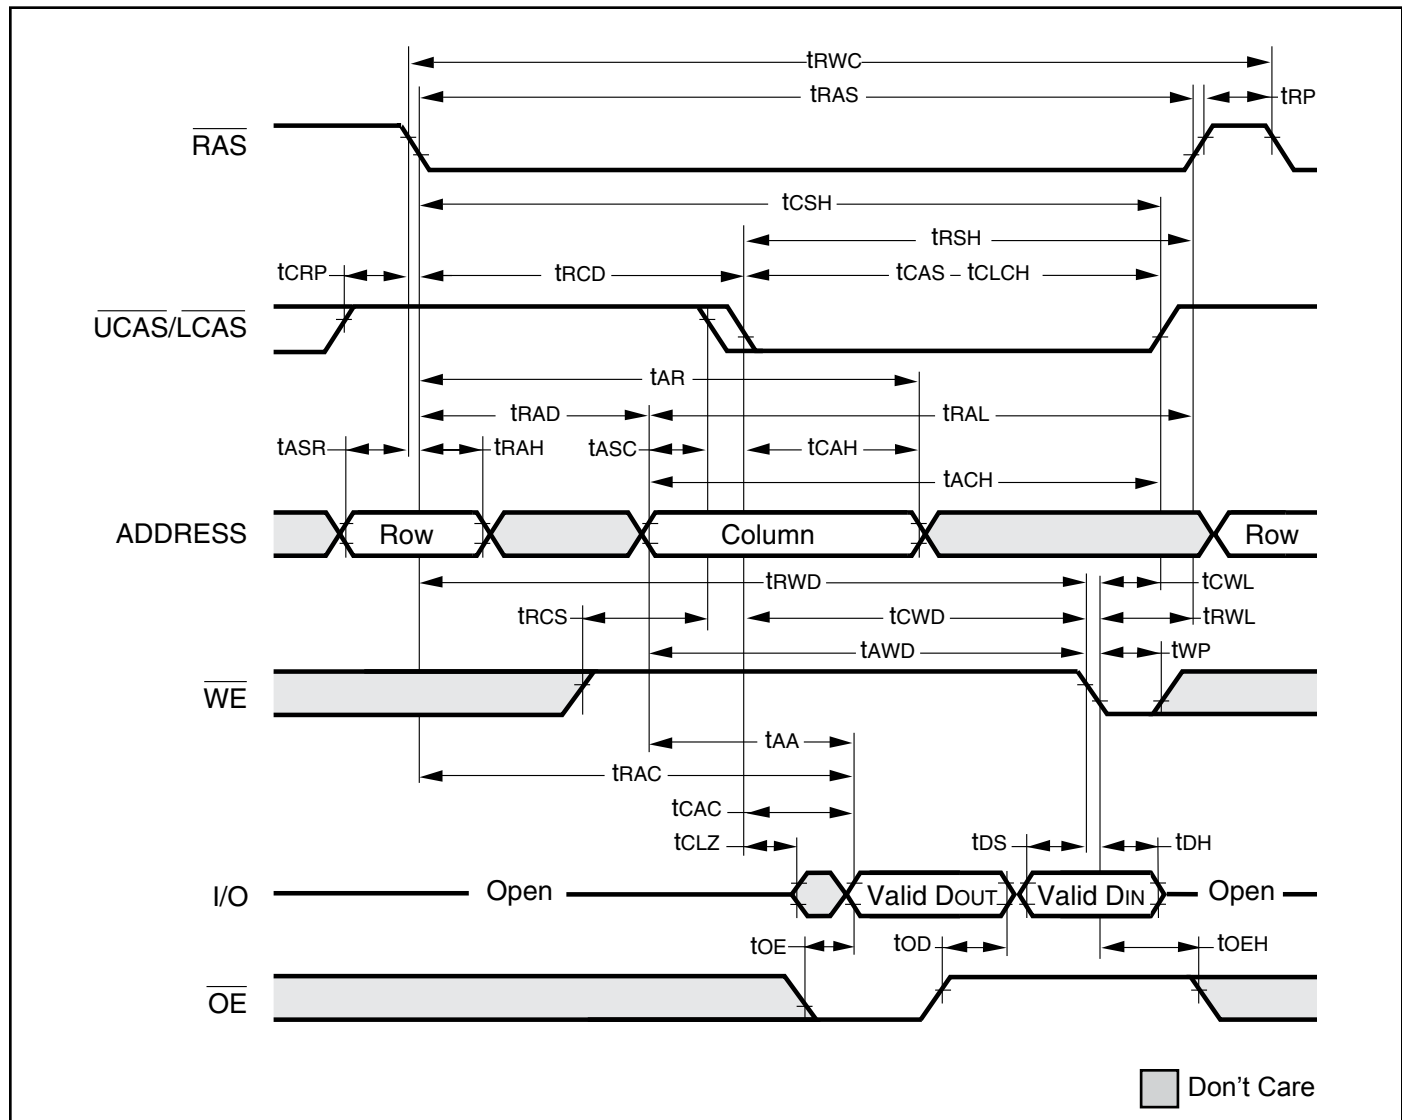 tRWC
tRAS
tRP
RAS
tCSH
tRSH
tCRP
tRCD
tCAS – tCLCH
UCAS/LCAS
tAR
tRAD
tRAL
tASR
tRAH
tASC
tCAH
tACH
ADDRESS
Row
Column
Row
tRWD
tCWL
tRCS
tCWD
tRWL
tAWD
tWP
WE
tAA
tRAC
tCAC
tCLZ
tDS
tDH
I/O
Open
Valid DOUT
Valid DIN
Open
tOE
tOD
tOEH
OE
Don't Care